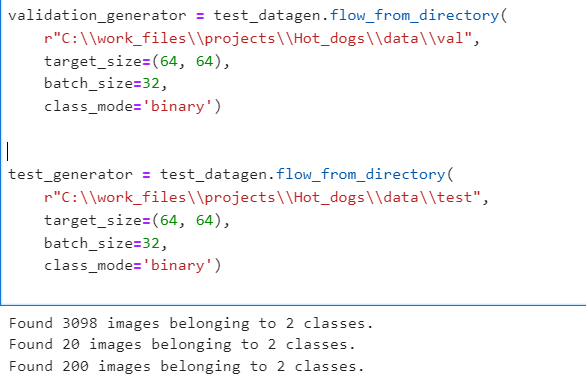 validation_generator = test_datagen.flow_from_directory(
    r"C:\\work_files\\projects\\Hot_dogs\\data\\val",
    target_size=(64, 64),
    batch_size=32,
    class_mode='binary')
test_generator = test_datagen.flow_from_directory(
    r"C:\\work_files\\projects\\Hot_dogs\\data\\test",
    target_size=(64, 64),
    batch_size=32,
    class_mode='binary')
Found 3098 images belonging to 2 classes.
Found 20 images belonging to 2 classes.
Found 200 images belonging to 2 classes.